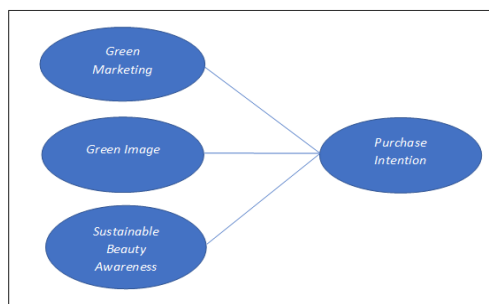 Green
Marketing
Green Image
Sustainable
Beauty
Awareness
Purchase
Intention